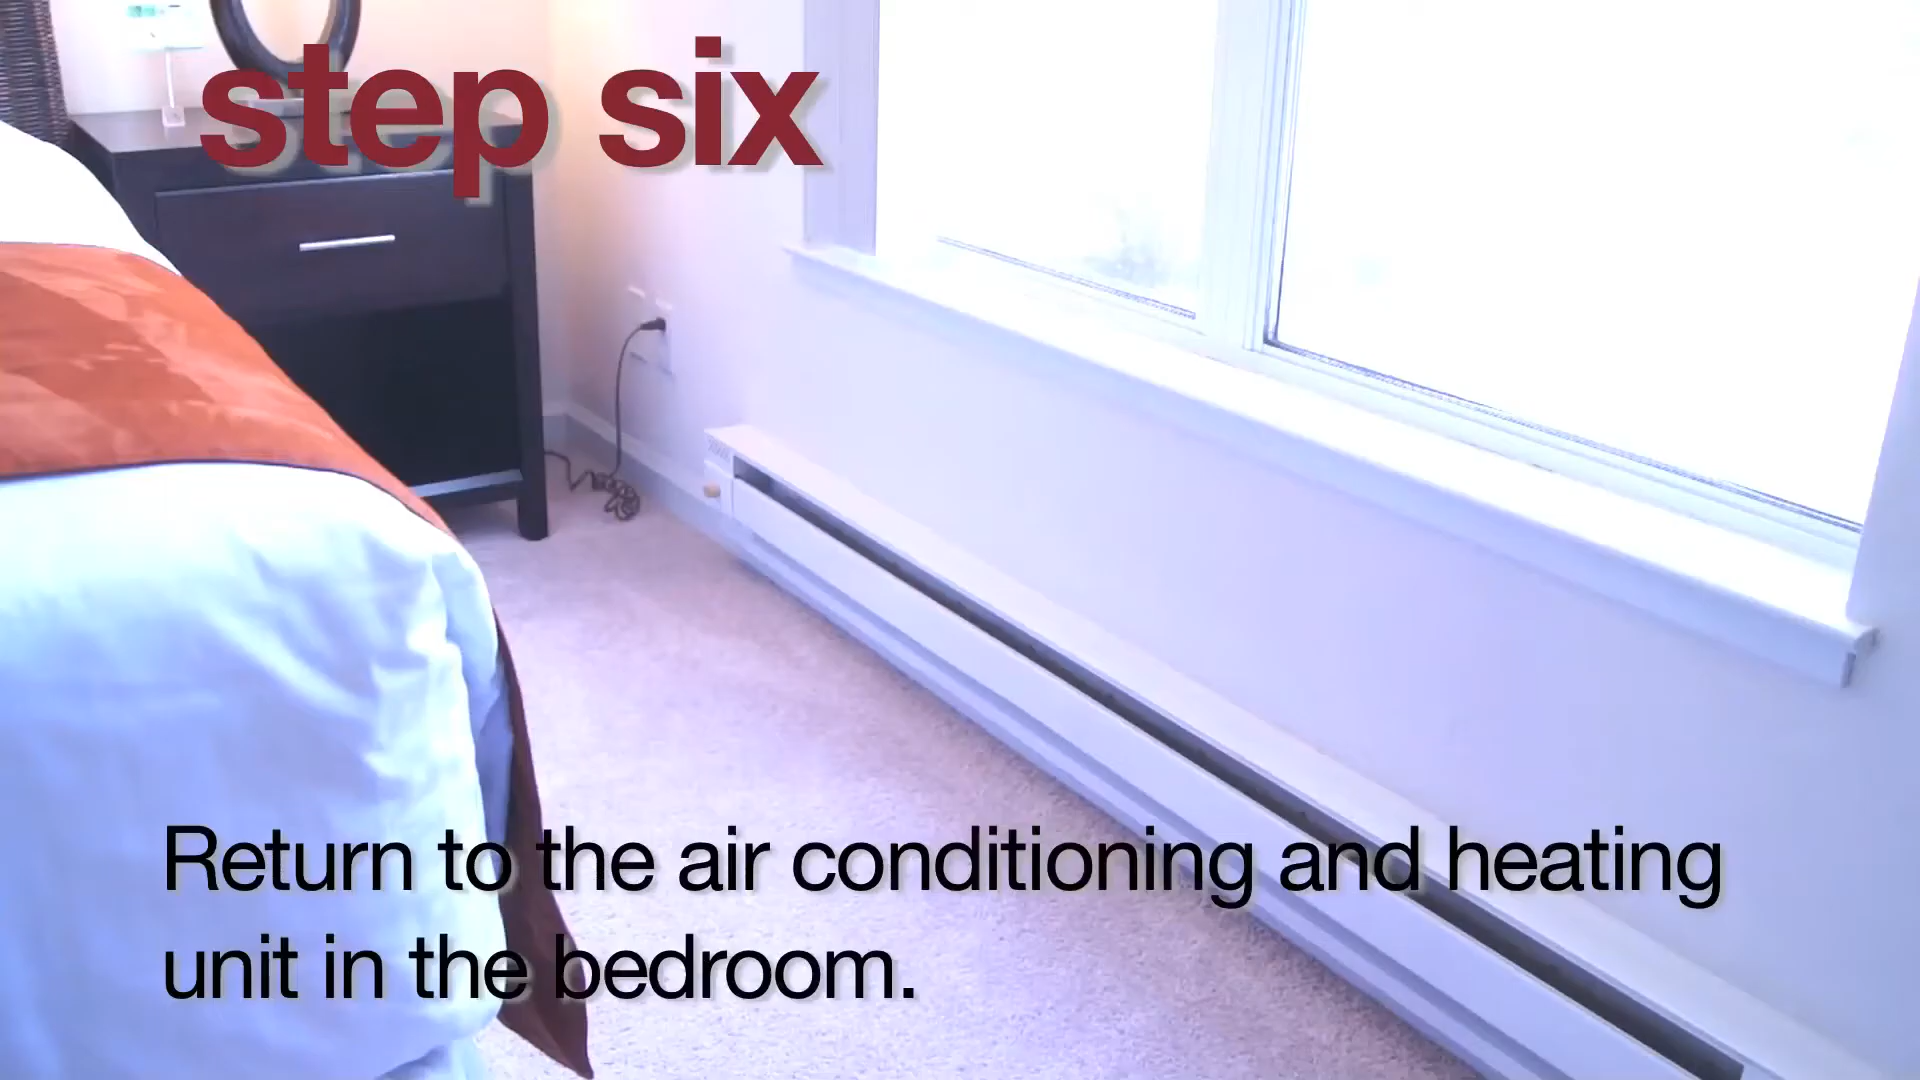 step six
Return to the air conditioning and heating
unit in the bedroom.